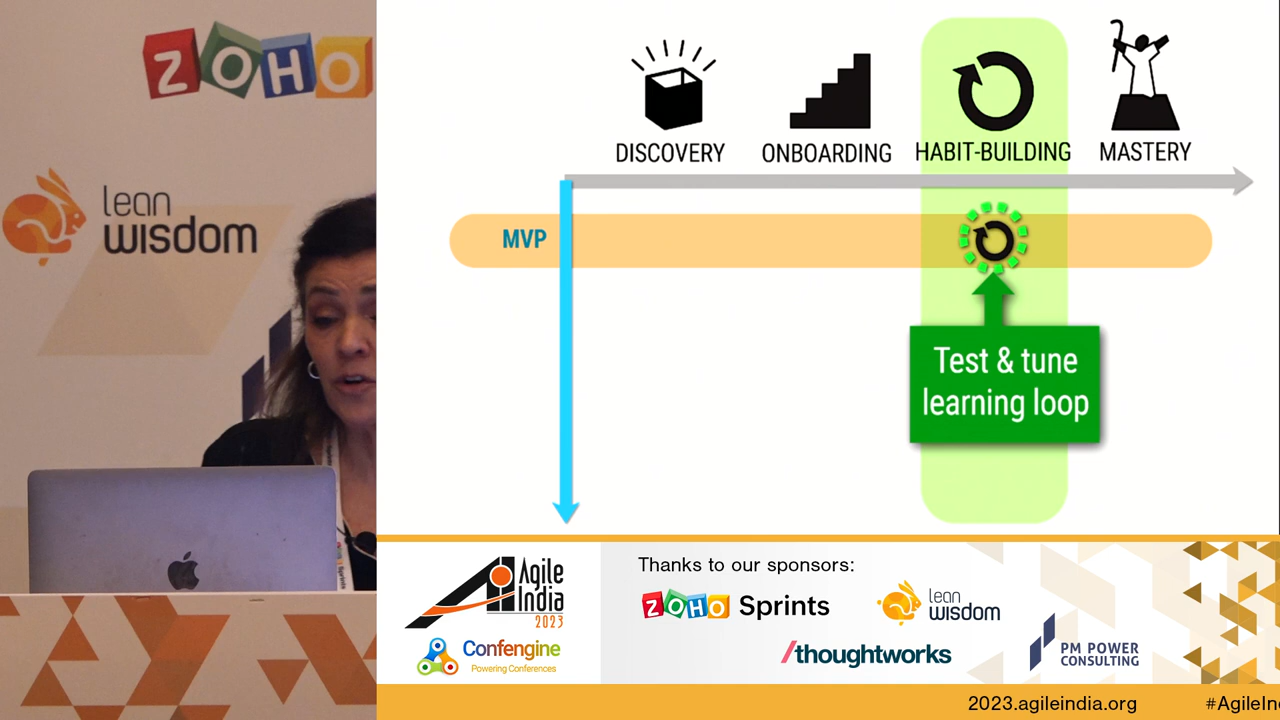 ZOHO
lean
wisdom
DISCOVERY
ONBOARDING
HABIT-BUILDING
MASTERY
MVP
Test & tune
learning loop
Agile
India
2023
Confengine
Powering Conferences
Thanks to our sponsors:
ZOHO Sprints
lean
wisdom
/thoughtworks
PM POWER
CONSULTING
2023.agileindia.org
#AgileIn